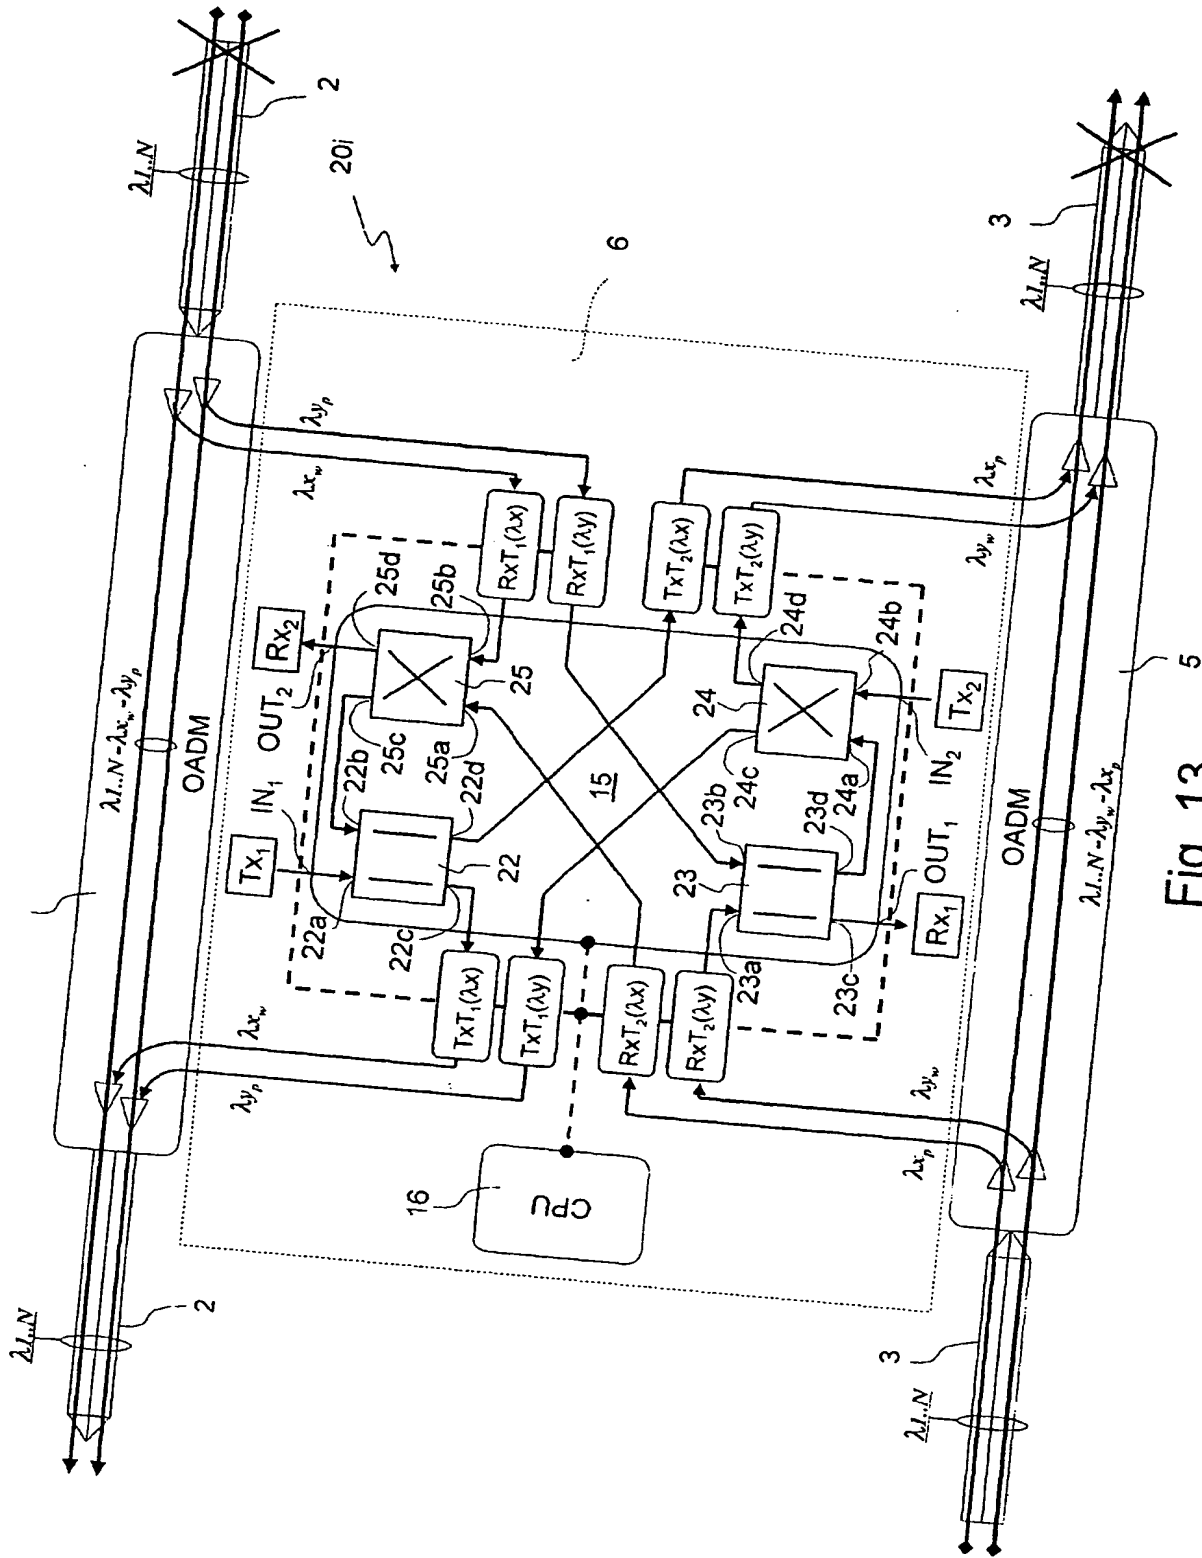 λ1..N
2
20i
6
λ1..N
3
λ1..N - λxw - λyp
OADM
λxw
λyp
OUT2
Rx2
IN1
Tx1
25d
25b
25
25c
25a
22b
22d
22
22a
22c
RxT1(λx)
RxT1(λy)
TxT2(λx)
TxT2(λy)
λxp
λyw
15
24d
24b
24
24c
24a
23b
23d
23
23a
23c
IN2
Tx2
OUT1
Rx1
TxT1(λx)
TxT1(λy)
RxT2(λx)
RxT2(λy)
λxw
λyp
λxp
λyw
OADM
λ1..N - λyw - λxp
5
16
CPU
λ1..N
2
λ1..N
3
Fig. 13